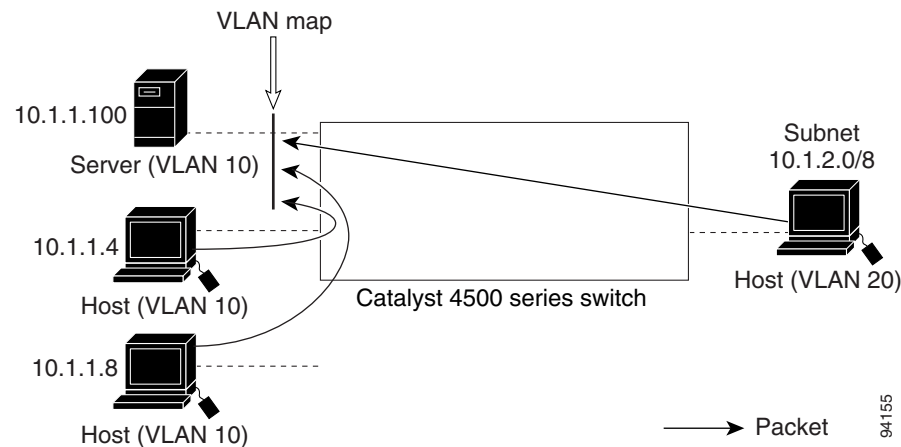 VLAN map
10.1.1.100
Server (VLAN 10)
Subnet
10.1.2.0/8
10.1.1.4
Host (VLAN 10)
Host (VLAN 20)
Catalyst 4500 series switch
10.1.1.8
Host (VLAN 10)
Packet
94155